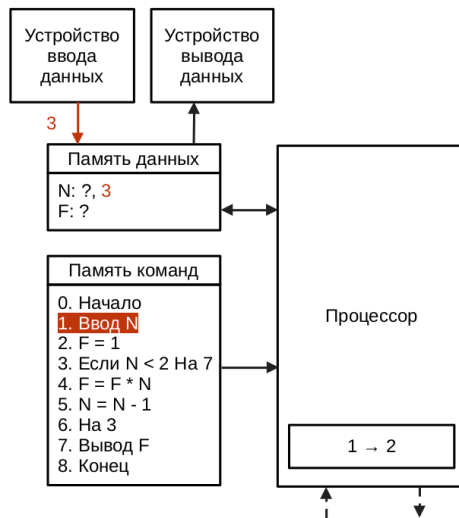 Устройство
ввода
данных
Устройство
вывода
данных
3
Память данных
N: ?, 3
F: ?
Память команд
0. Начало
1. Ввод N
2. F = 1
3. Если N < 2 На 7
4. F = F * N
5. N = N - 1
6. На 3
7. Вывод F
8. Конец
Процессор
1 → 2